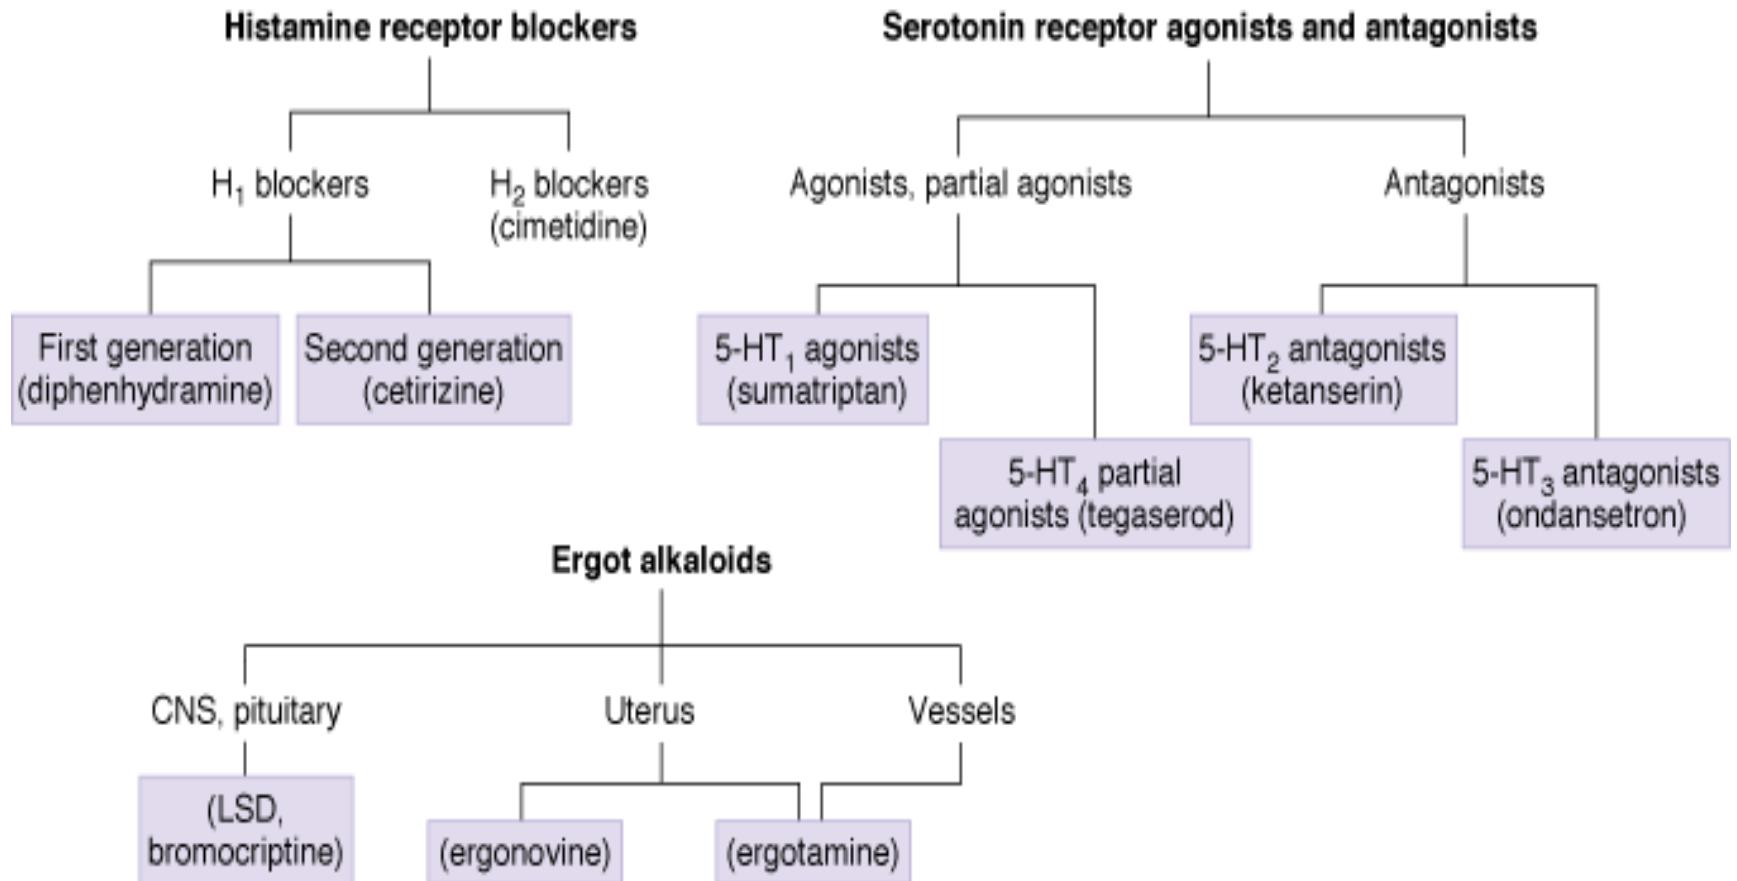 Histamine receptor blockers
H₁ blockers
H₂ blockers
(cimetidine)
First generation
(diphenhydramine)
Second generation
(cetirizine)
Serotonin receptor agonists and antagonists
Agonists, partial agonists
Antagonists
5-HT₁ agonists
(sumatriptan)
5-HT₄ partial
agonists (tegaserod)
5-HT₂ antagonists
(ketanserin)
5-HT₃ antagonists
(ondansetron)
Ergot alkaloids
CNS, pituitary
Uterus
Vessels
(LSD,
bromocriptine)
(ergonovine)
(ergotamine)